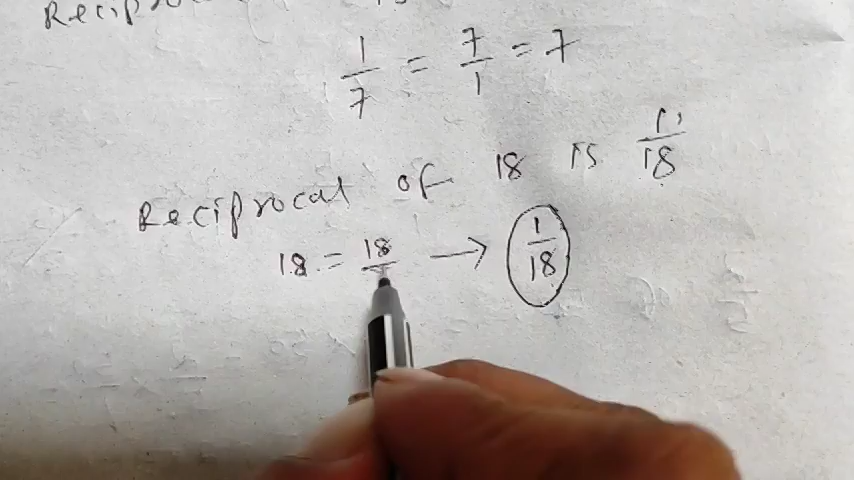 1/7 = 7/1 = 7
Reciprocal of 18 is 1/18
18 = 18/ → 1/18